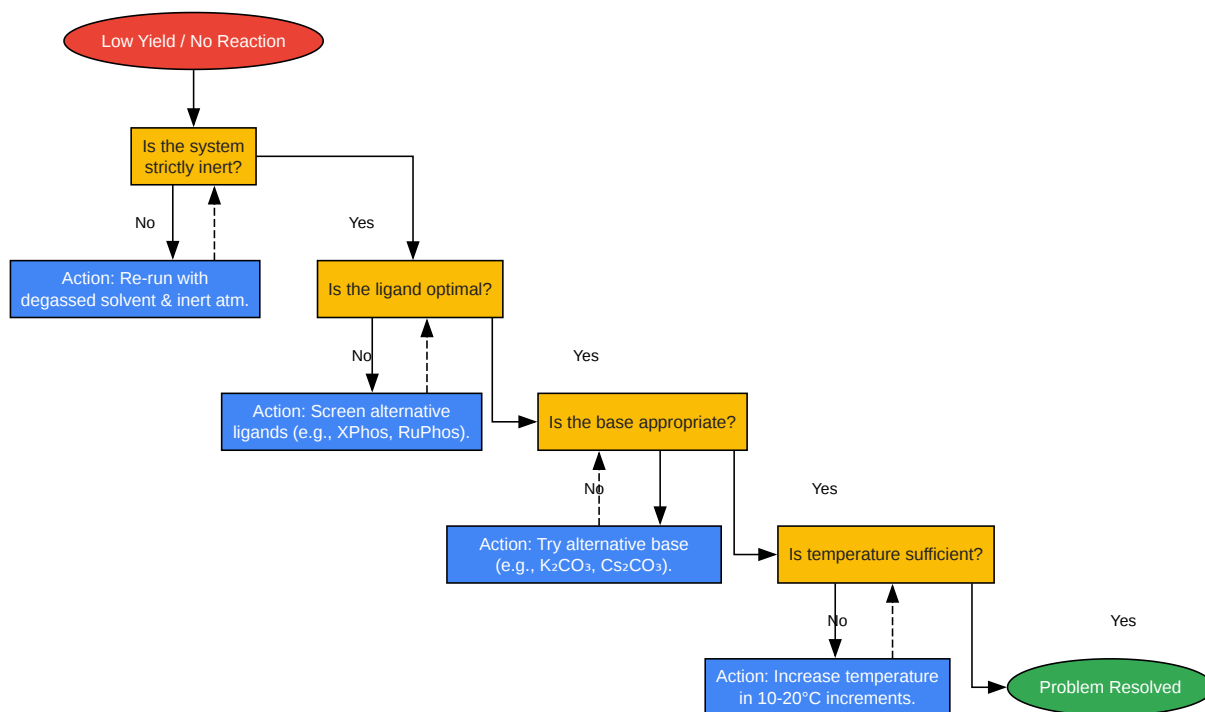 Low Yield / No Reaction
Is the system
strictly inert?
No
Yes
Action: Re-run with
degassed solvent & inert atm.
Is the ligand optimal?
No
Yes
Action: Screen alternative
ligands (e.g., XPhos, RuPhos).
Is the base appropriate?
No
Yes
Action: Try alternative base
(e.g., K₂CO₃, Cs₂CO₃).
Is temperature sufficient?
No
Yes
Action: Increase temperature
in 10-20°C increments.
Problem Resolved